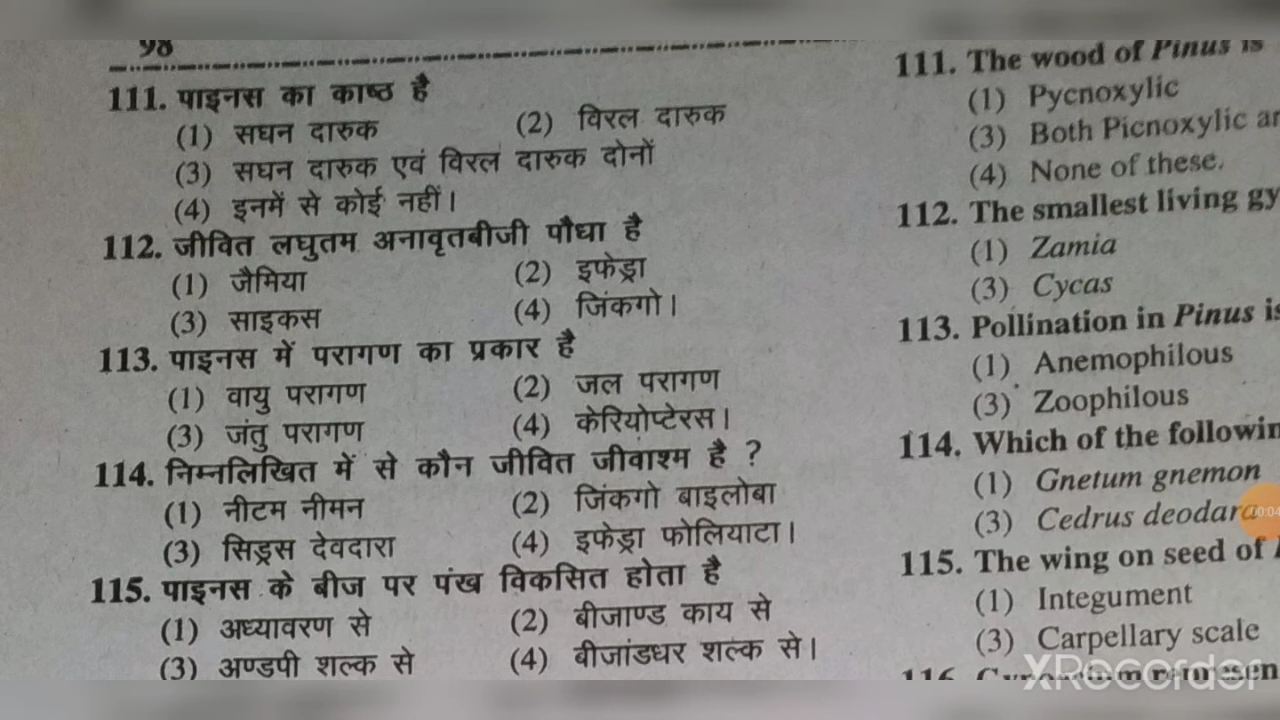 98
111. पाइनस का काष्ठ है
(1) सघन दारुक (2) विरल दारुक
(3) सघन दारुक एवं विरल दारुक दोनों
(4) इनमें से कोई नहीं।
112. जीवित लघुतम अनावृतबीजी पौधा है
(1) जैमिया (2) इफेड्रा
(3) साइकस (4) जिंकगो।
113. पाइनस में परागण का प्रकार है
(1) वायु परागण (2) जल परागण
(3) जंतु परागण (4) केरियोप्टेरस।
114. निम्नलिखित में से कौन जीवित जीवाश्म है ?
(1) नीटम नीमन (2) जिंकगो बाइलोबा
(3) सिड्रस देवदारा (4) इफेड्रा फोलियाटा।
115. पाइनस के बीज पर पंख विकसित होता है
(1) अध्यावरण से (2) बीजाण्ड काय से
(3) अण्डपी शल्क से (4) बीजांडधर शल्क से।
111. The wood of Pinus is
(1) Pycnoxylic
(3) Both Picnoxylic
(4) None of these.
112. The smallest living
(1) Zamia
(3) Cycas
113. Pollination in Pinus
(1) Anemophilous
(3) Zoophilous
114. Which of the
(1) Gnetum gnemon
(3) Cedrus deodara
00:04
115. The wing on seed of
(1) Integument
(3) Carpellary scale
116.
XRecorder